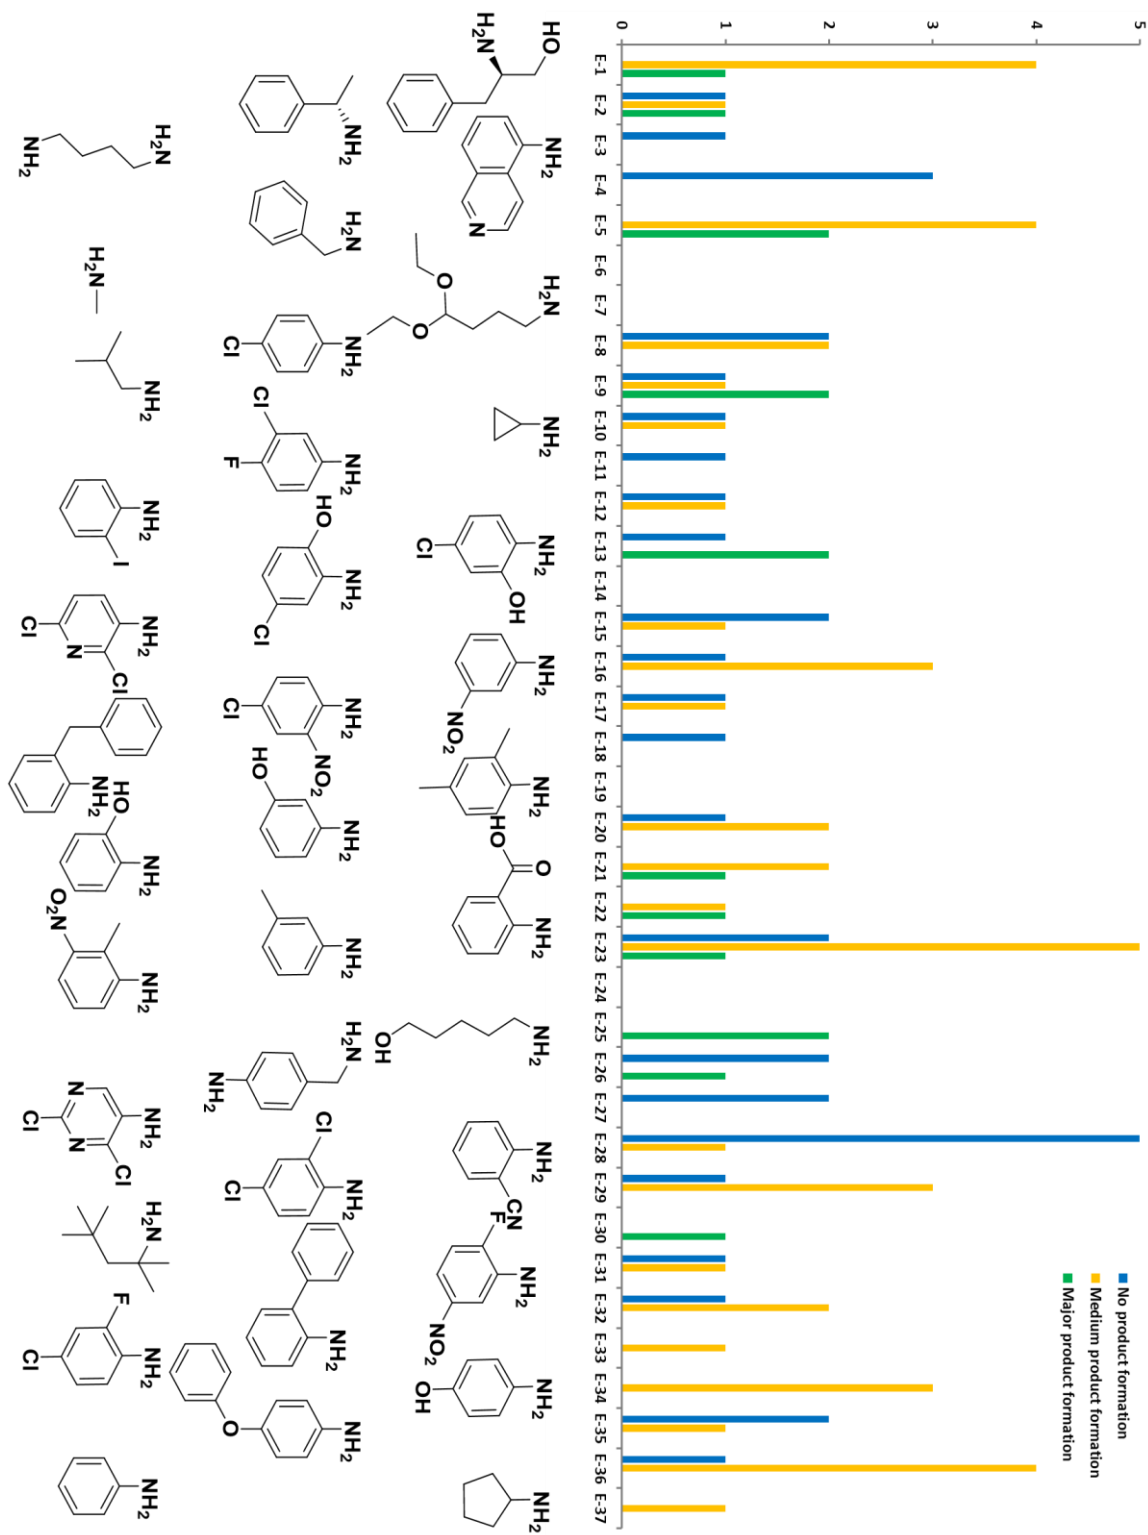 5
4
3
2
1
0
No product formation
Medium product formation
Major product formation
E-1
E-2
E-3
E-4
E-5
E-6
E-7
E-8
E-9
E-10
E-11
E-12
E-13
E-14
E-15
E-16
E-17
E-18
E-19
E-20
E-21
E-22
E-23
E-24
E-25
E-26
E-27
E-28
E-29
E-30
E-31
E-32
E-33
E-34
E-35
E-36
E-37
HO
H₂N
NH₂
N
H₂N
O
O
NH₂
NH₂
OH
Cl
NH₂
NO₂
NH₂
HO
O
NH₂
NH₂
OH
NH₂
CN
F
NH₂
NO₂
NH₂
OH
NH₂
NH₂
H₂N
NH₂
Cl
NH₂
Cl
F
HO
NH₂
Cl
NH₂
NO₂
Cl
HO
NH₂
NH₂
H₂N
NH₂
Cl
NH₂
Cl
NH₂
NH₂
O
H₂N
NH₂
H₂N
NH₂
NH₂
I
NH₂
Cl
N
Cl
NH₂
HO
NH₂
O₂N
NH₂
NH₂
Cl
N
N
Cl
H₂N
F
NH₂
Cl
NH₂